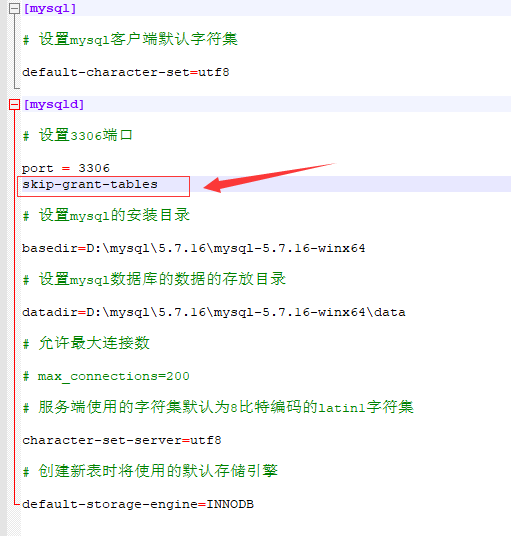 [mysql]
# 设置mysql客户端默认字符集
default-character-set=utf8
[mysqld]
# 设置3306端口
port = 3306
skip-grant-tables
# 设置mysql的安装目录
basedir=D:\mysql\5.7.16\mysql-5.7.16-winx64
# 设置mysql数据库的数据的存放目录
datadir=D:\mysql\5.7.16\mysql-5.7.16-winx64\data
# 允许最大连接数
# max_connections=200
# 服务端使用的字符集默认为8比特编码的latin1字符集
character-set-server=utf8
# 创建新表时将使用的默认存储引擎
default-storage-engine=INNODB